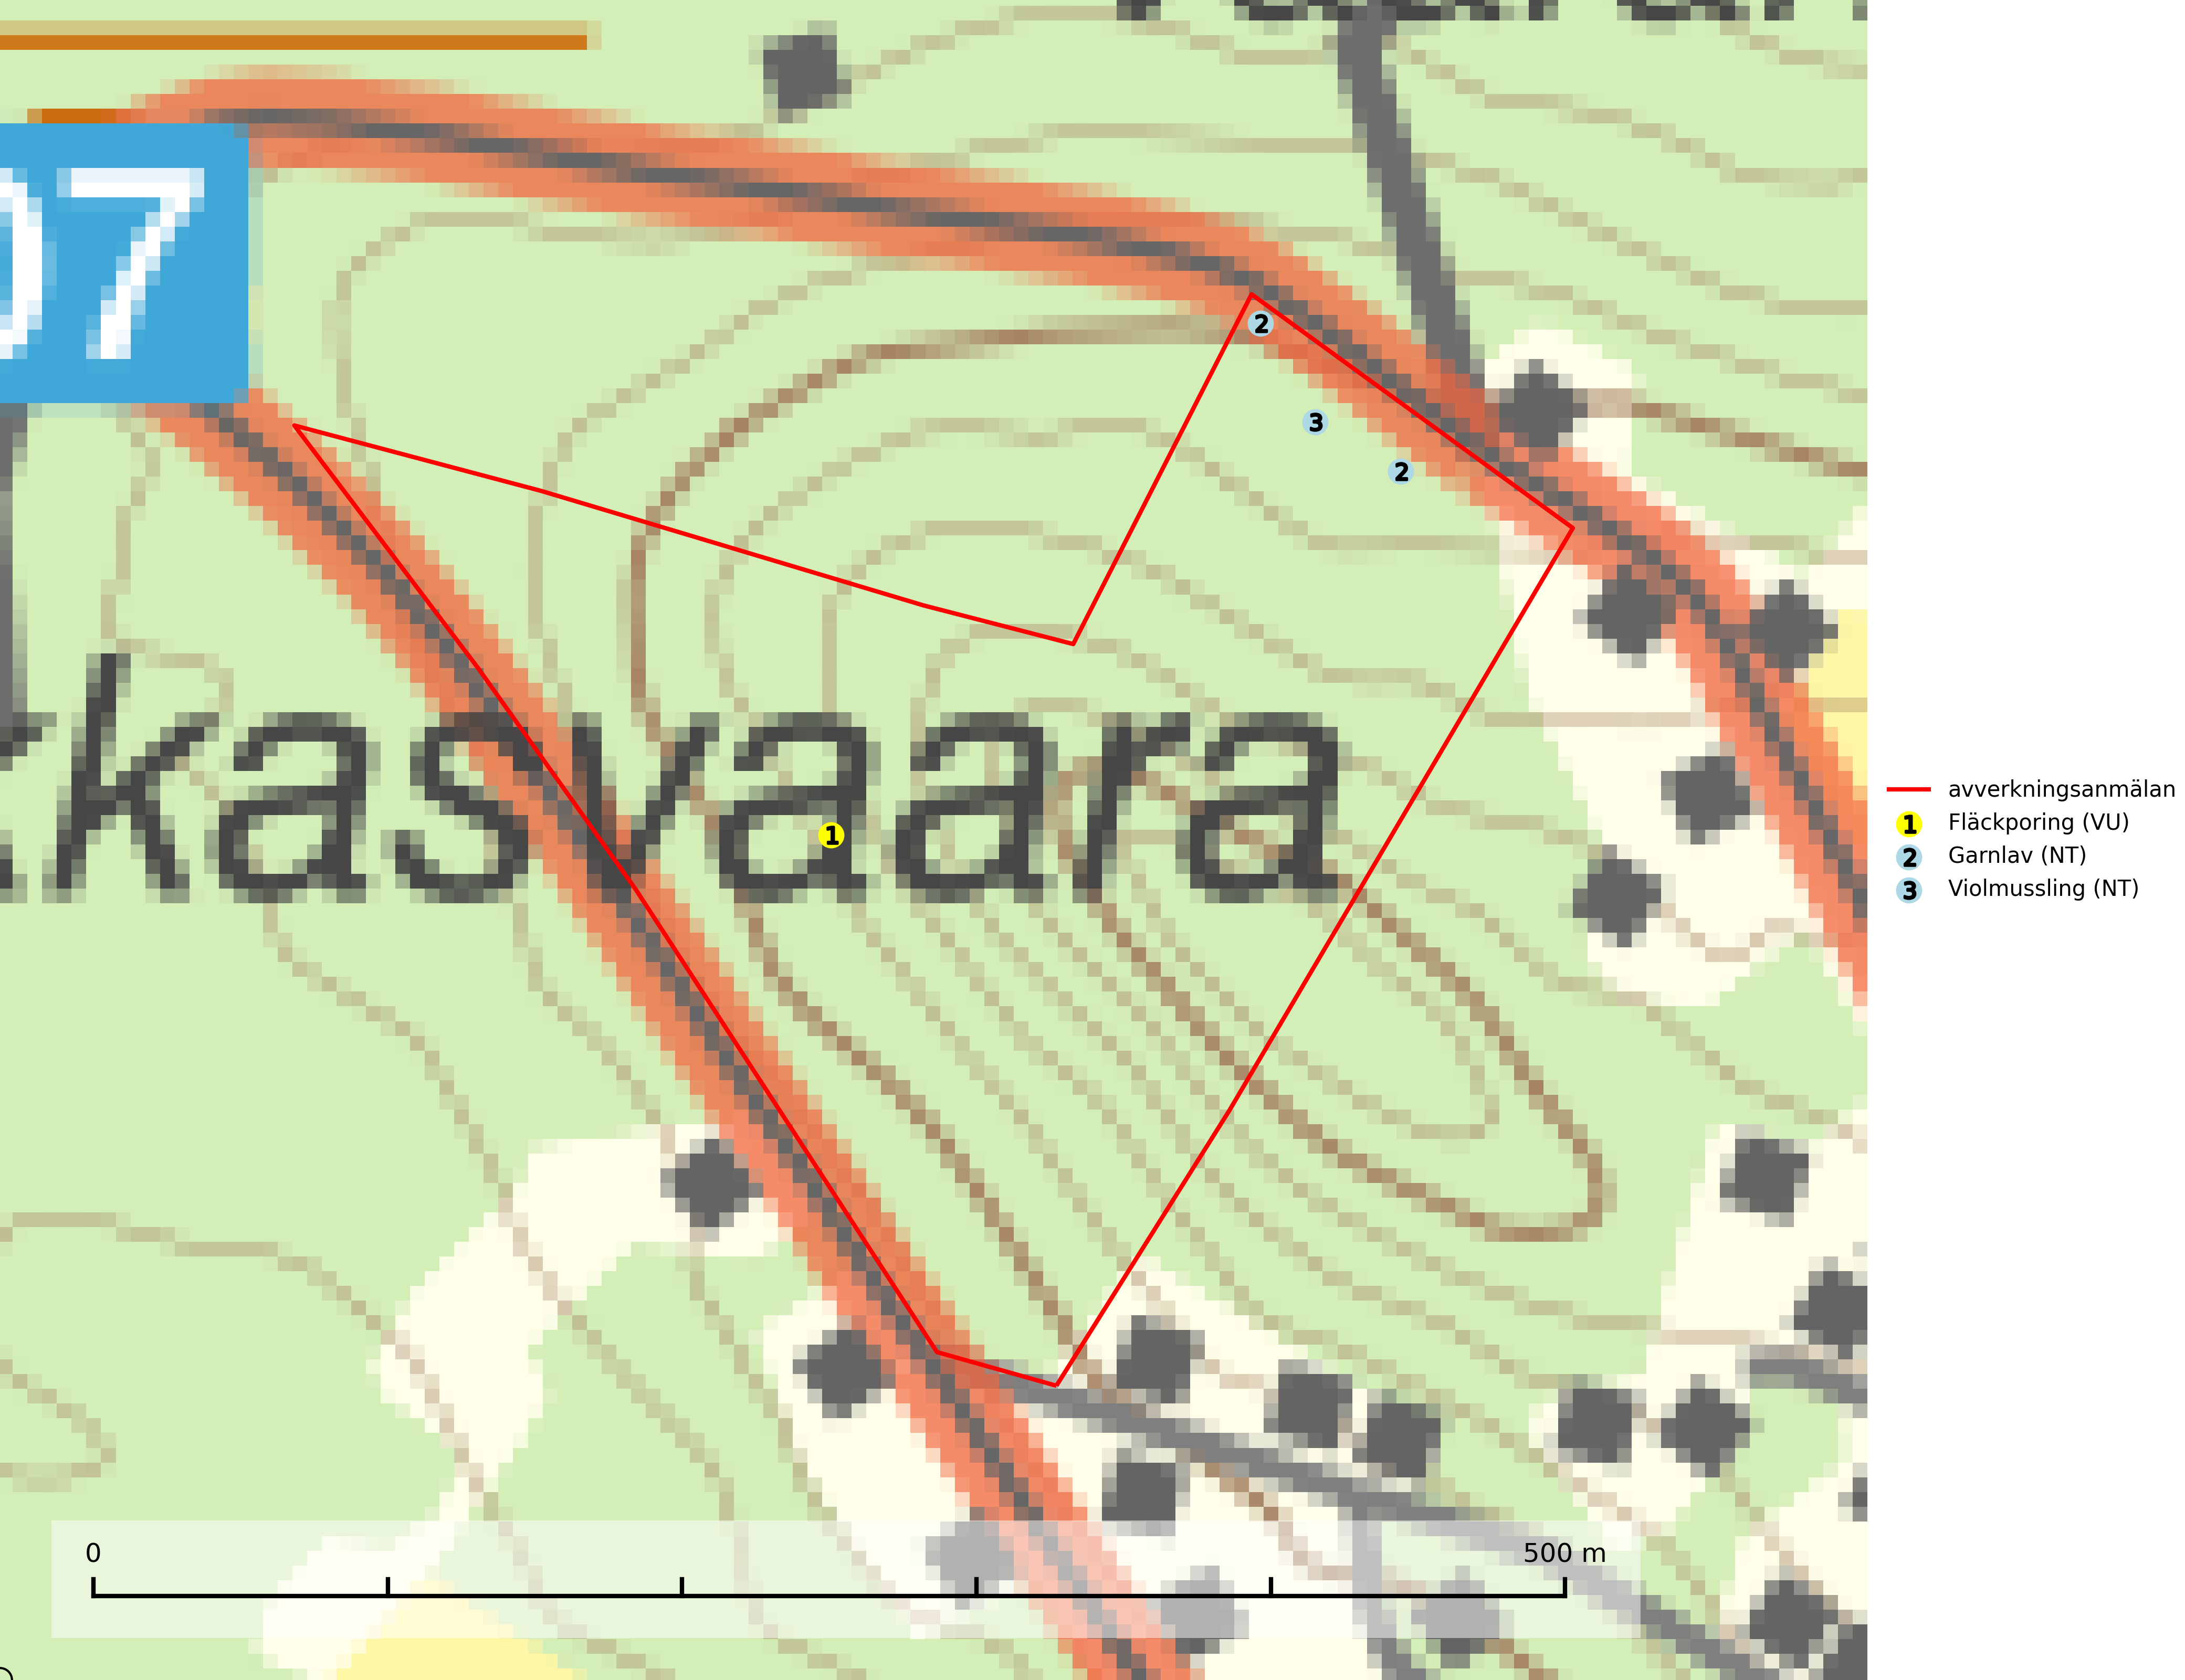 07
kasvaara
2
3
2
1
avverkningsanmälan
1 Fläckporing (VU)
2 Garnlav (NT)
3 Violmussling (NT)
0 500 m